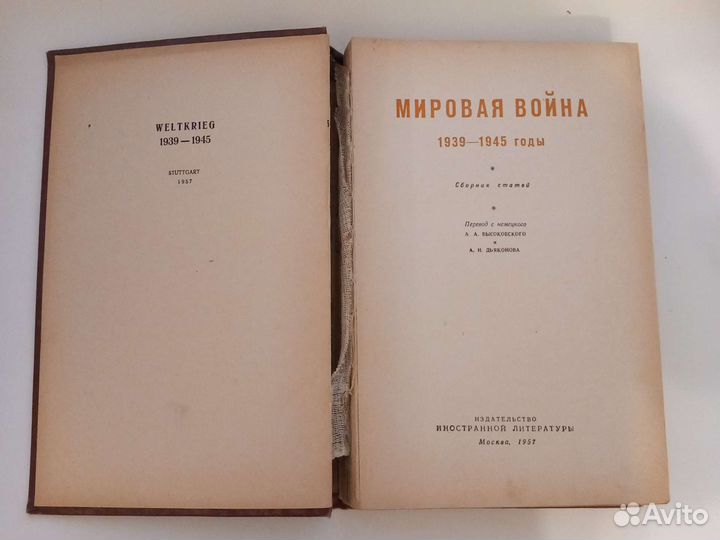 WELTKRIEG
1939—1945
STUTTGART
1957
МИРОВАЯ ВОЙНА
1939—1945 годы
Сборник статей
Перевод с немецкого
А. А. ВЫСОКОВСКОГО
и
А. И. ДЬЯКОНОВА
ИЗДАТЕЛЬСТВО
ИНОСТРАННОЙ ЛИТЕРАТУРЫ
Москва, 1957
Avito